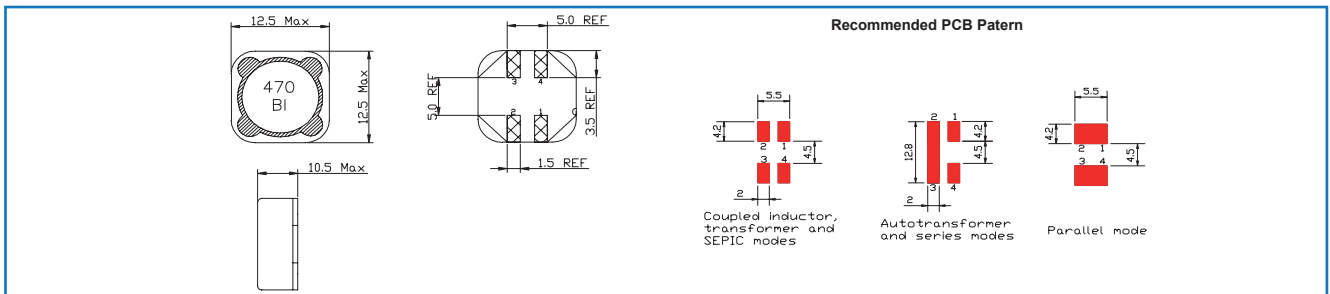 Recommended PCB Patern
12.5 Max
12.5 Max
470
BI
10.5 Max
5.0 REF
5.0 REF
3.5 REF
1.5 REF
3 4
2 1
5.5
4.2
2 1
3 4
4.5
2
Coupled inductor,
transformer and
SEPIC modes
2 1
12.8
4.2
4.5
3 4
2
Autotransformer
and series modes
5.5
4.2
2 1
3 4
4.5
Parallel mode